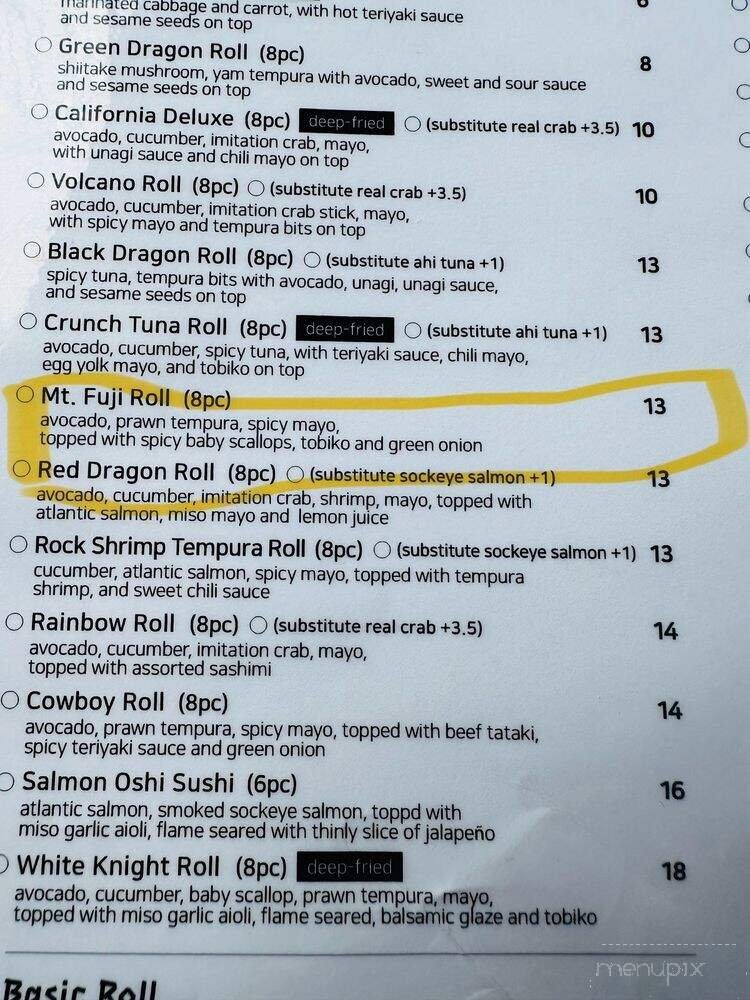 marinated cabbage and carrot, with hot teriyaki sauce
and sesame seeds on top
Green Dragon Roll (8pc) 8
shiitake mushroom, yam tempura with avocado, sweet and sour sauce
and sesame seeds on top
California Deluxe (8pc) deep-fried (substitute real crab +3.5) 10
avocado, cucumber, imitation crab, mayo,
with unagi sauce and chili mayo on top
Volcano Roll (8pc) (substitute real crab +3.5) 10
avocado, cucumber, imitation crab stick, mayo,
with spicy mayo and tempura bits on top
Black Dragon Roll (8pc) (substitute ahi tuna +1) 13
spicy tuna, tempura bits with avocado, unagi, unagi sauce,
and sesame seeds on top
Crunch Tuna Roll (8pc) deep-fried (substitute ahi tuna +1) 13
avocado, cucumber, spicy tuna, with teriyaki sauce, chili mayo,
egg yolk mayo, and tobiko on top
Mt. Fuji Roll (8pc) 13
avocado, prawn tempura, spicy mayo,
topped with spicy baby scallops, tobiko and green onion
Red Dragon Roll (8pc) (substitute sockeye salmon +1) 13
avocado, cucumber, imitation crab, shrimp, mayo, topped with
atlantic salmon, miso mayo and lemon juice
Rock Shrimp Tempura Roll (8pc) (substitute sockeye salmon +1) 13
cucumber, atlantic salmon, spicy mayo, topped with tempura
shrimp, and sweet chili sauce
Rainbow Roll (8pc) (substitute real crab +3.5) 14
avocado, cucumber, imitation crab, mayo,
topped with assorted sashimi
Cowboy Roll (8pc) 14
avocado, prawn tempura, spicy mayo, topped with beef tataki,
spicy teriyaki sauce and green onion
Salmon Oshi Sushi (6pc) 16
atlantic salmon, smoked sockeye salmon, toppd with
miso garlic aioli, flame seared with thinly slice of jalapeño
White Knight Roll (8pc) deep-fried 18
avocado, cucumber, baby scallop, prawn tempura, mayo,
topped with miso garlic aioli, flame seared, balsamic glaze and tobiko
menupix
Basic Roll